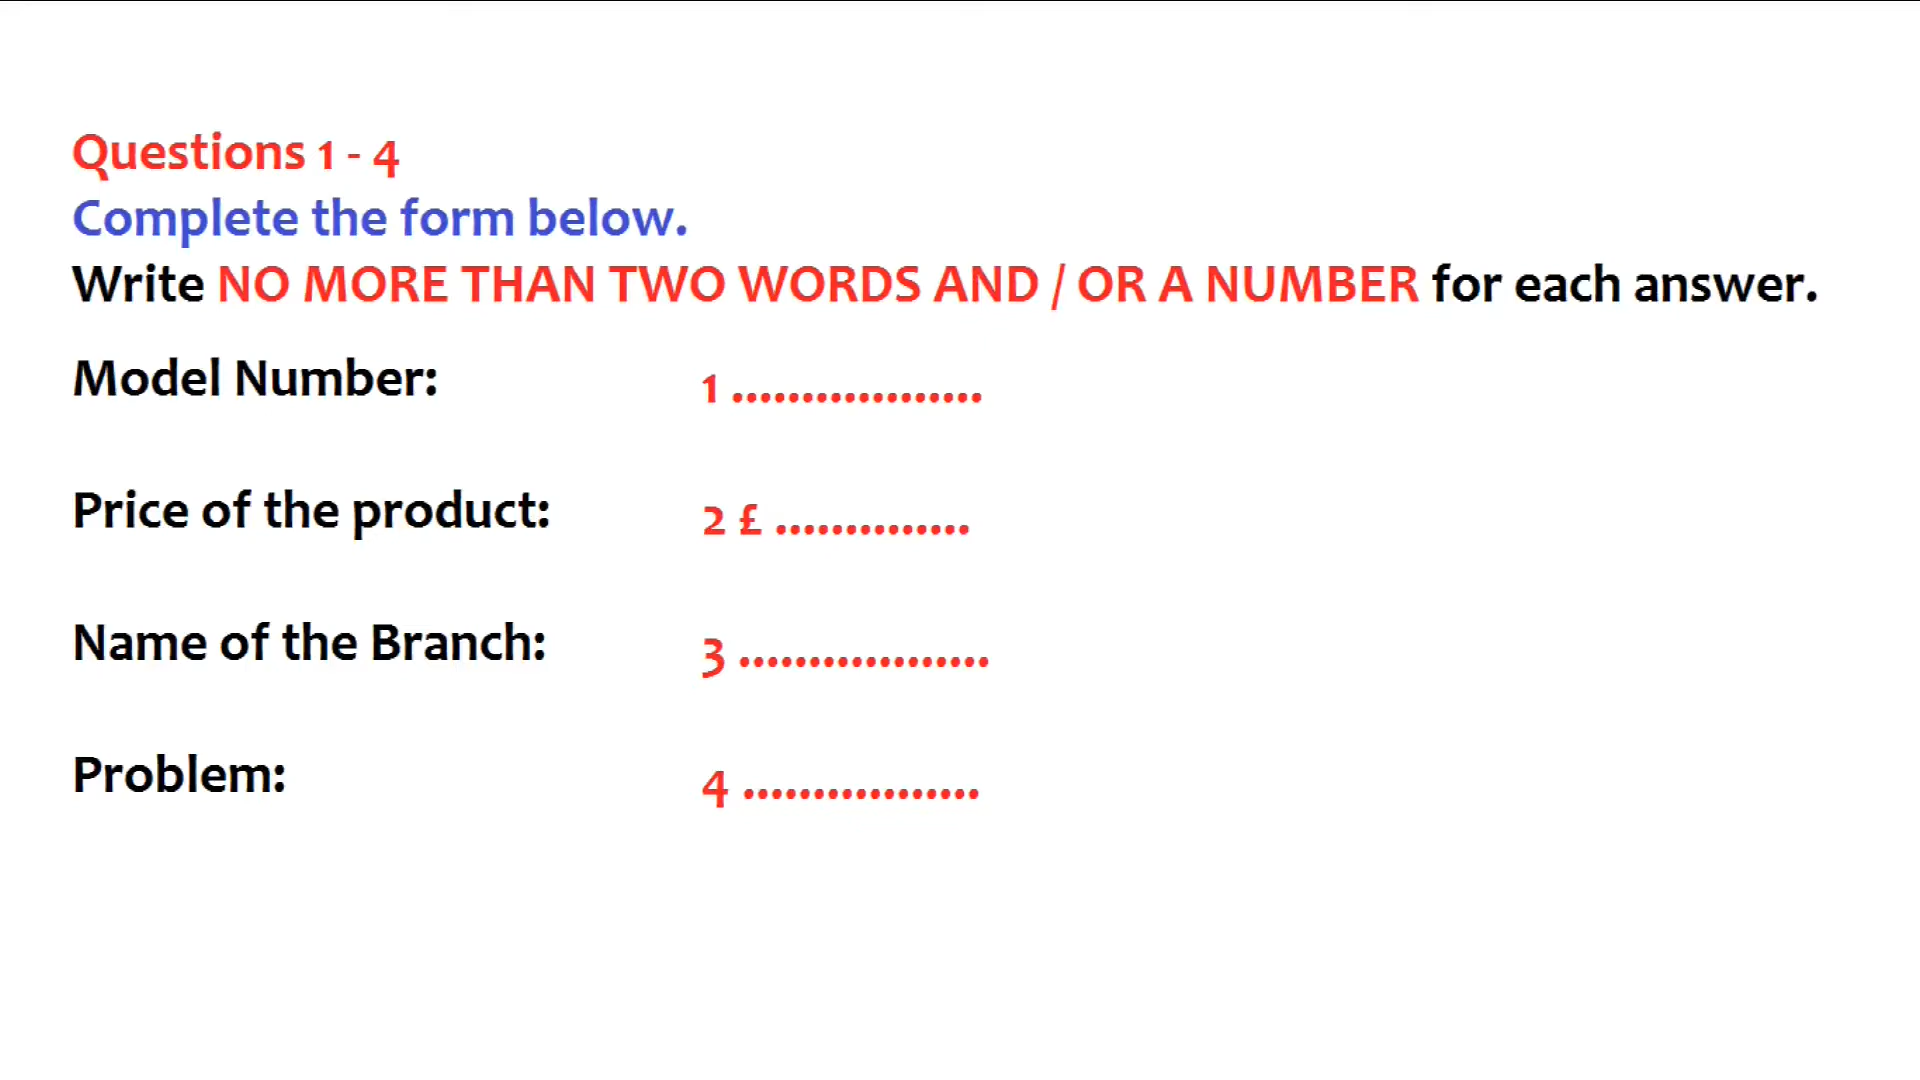 Questions 1 - 4
Complete the form below.
Write NO MORE THAN TWO WORDS AND / OR A NUMBER for each answer.
Model Number: 1 ..................
Price of the product: 2 £ ..............
Name of the Branch: 3 ..................
Problem: 4 .................